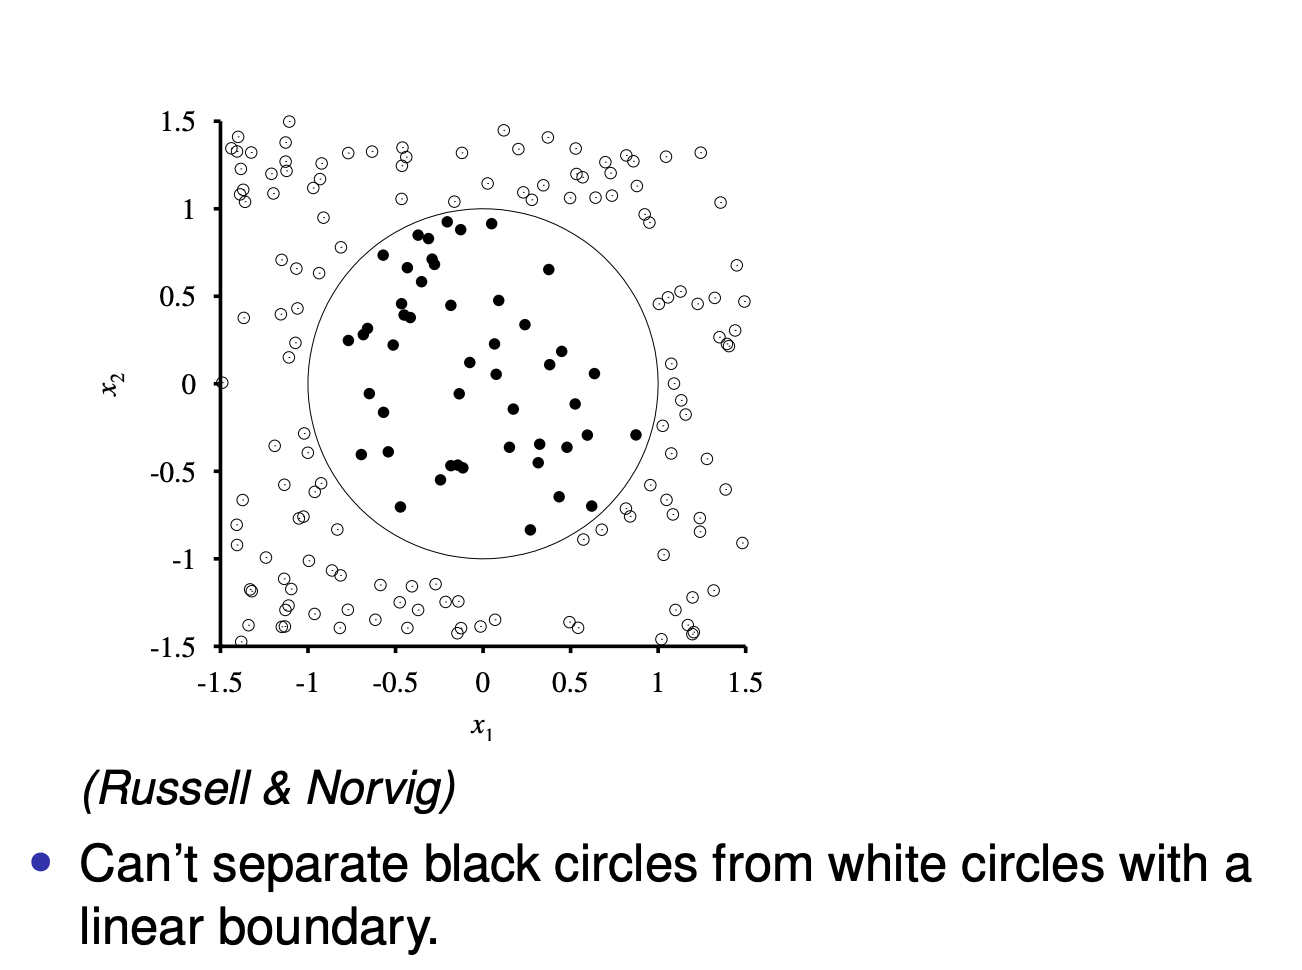 1.5
1
0.5
0
-0.5
-1
-1.5
x2
-1.5 -1 -0.5 0 0.5 1 1.5
x1
(Russell & Norvig)
• Can't separate black circles from white circles with a
linear boundary.